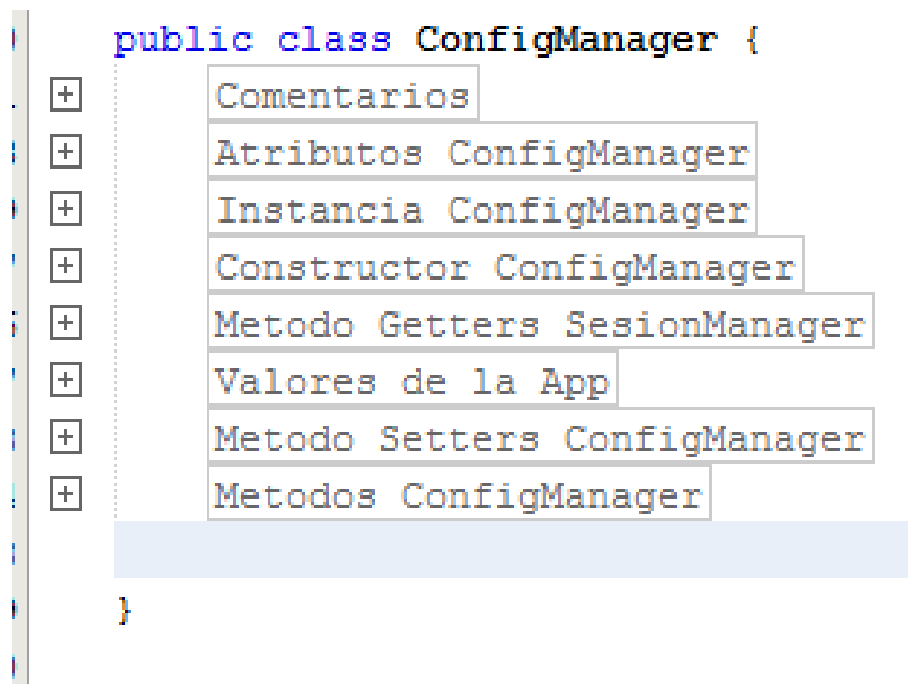 public class ConfigManager {
Comentarios
Atributos ConfigManager
Instancia ConfigManager
Constructor ConfigManager
Metodo Getters SesionManager
Valores de la App
Metodo Setters ConfigManager
Metodos ConfigManager
}